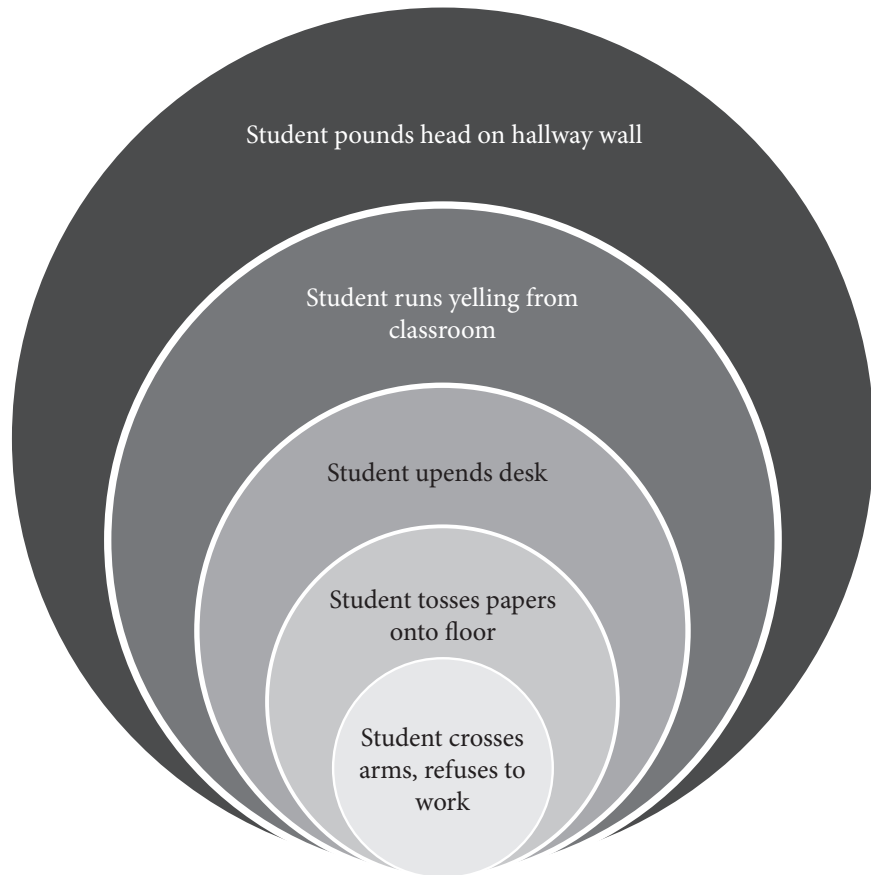 Student pounds head on hallway wall
Student runs yelling from
classroom
Student upends desk
Student tosses papers
onto floor
Student crosses
arms, refuses to
work